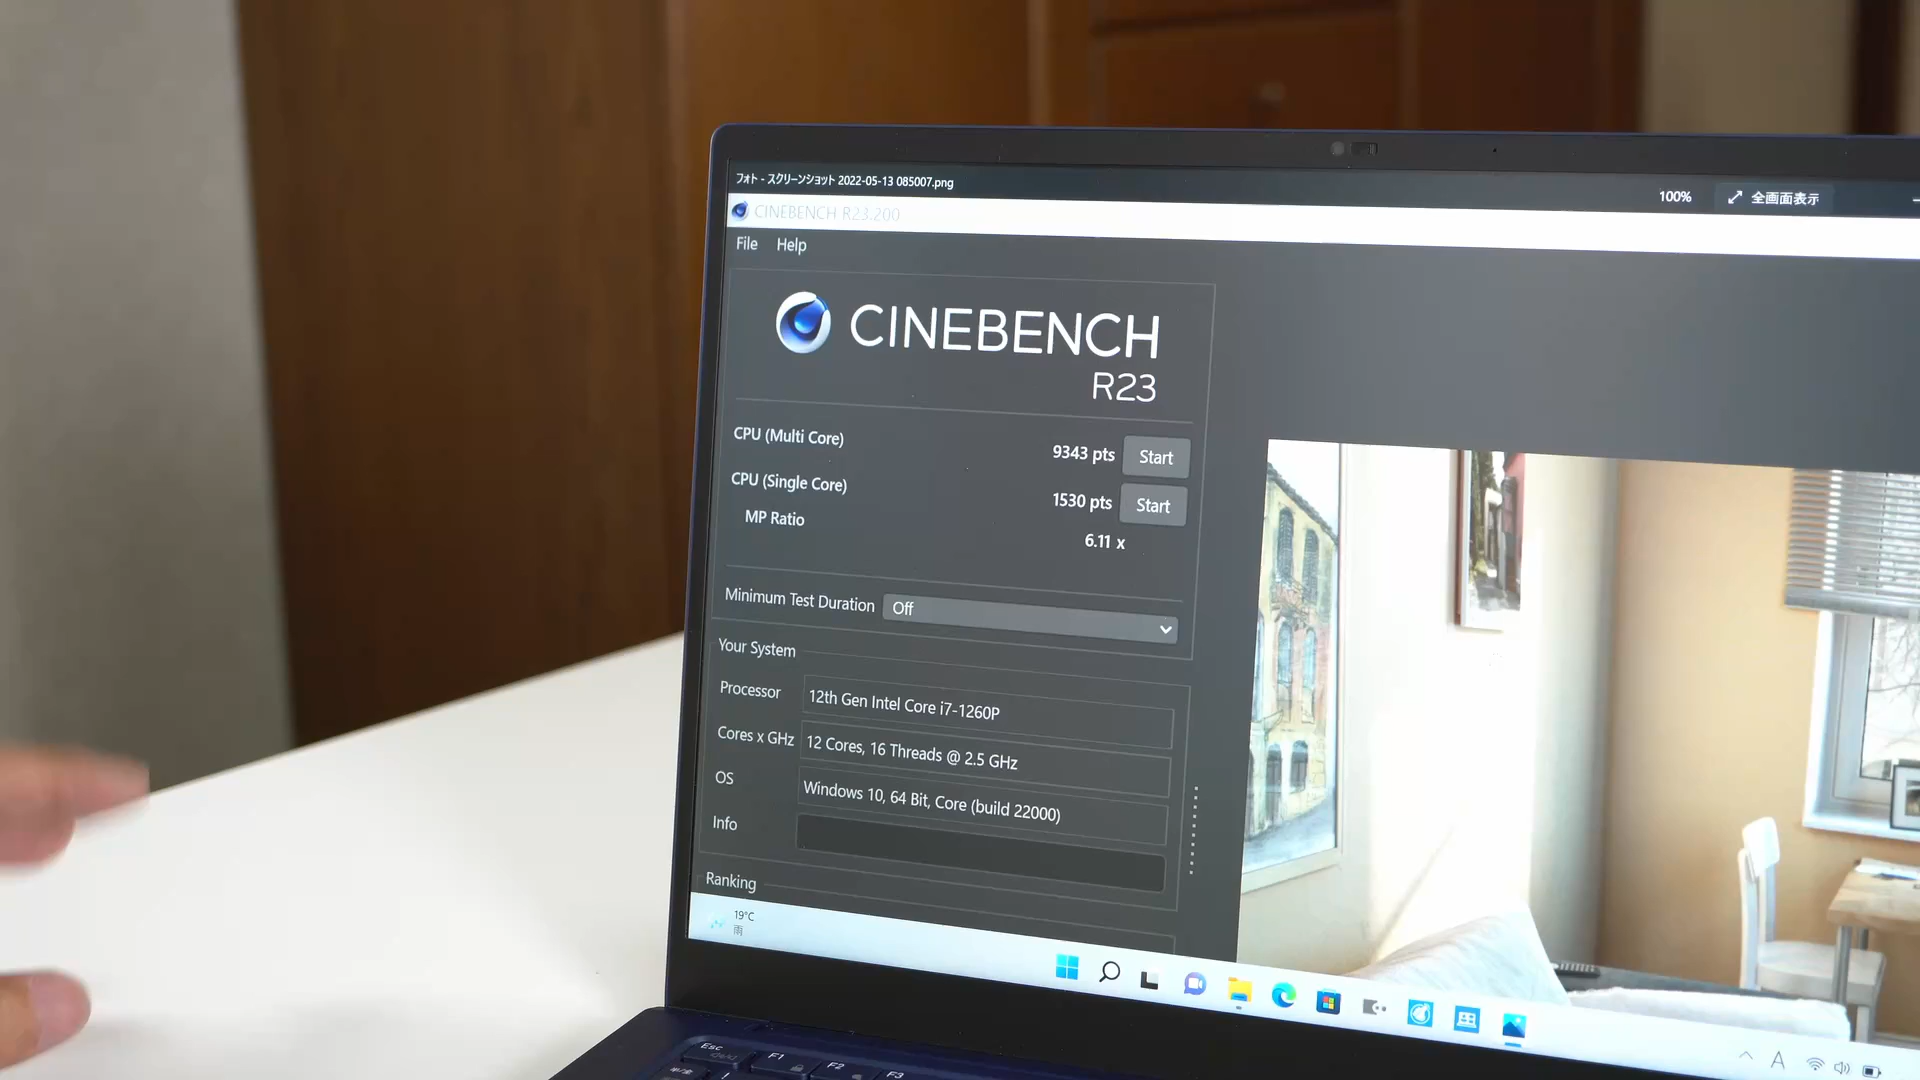 フォト - スクリーンショット 2022-05-13 085007.png
100%
全画面表示
CINEBENCH R23.200
File Help
CINEBENCH
R23
CPU (Multi Core) 9343 pts Start
CPU (Single Core) 1530 pts Start
MP Ratio 6.11 x
Minimum Test Duration Off
Your System
Processor 12th Gen Intel Core i7-1260P
Cores x GHz 12 Cores, 16 Threads @ 2.5 GHz
OS Windows 10, 64 Bit, Core (build 22000)
Info
Ranking
19°C
雨
A
Esc
F1
F2
F3